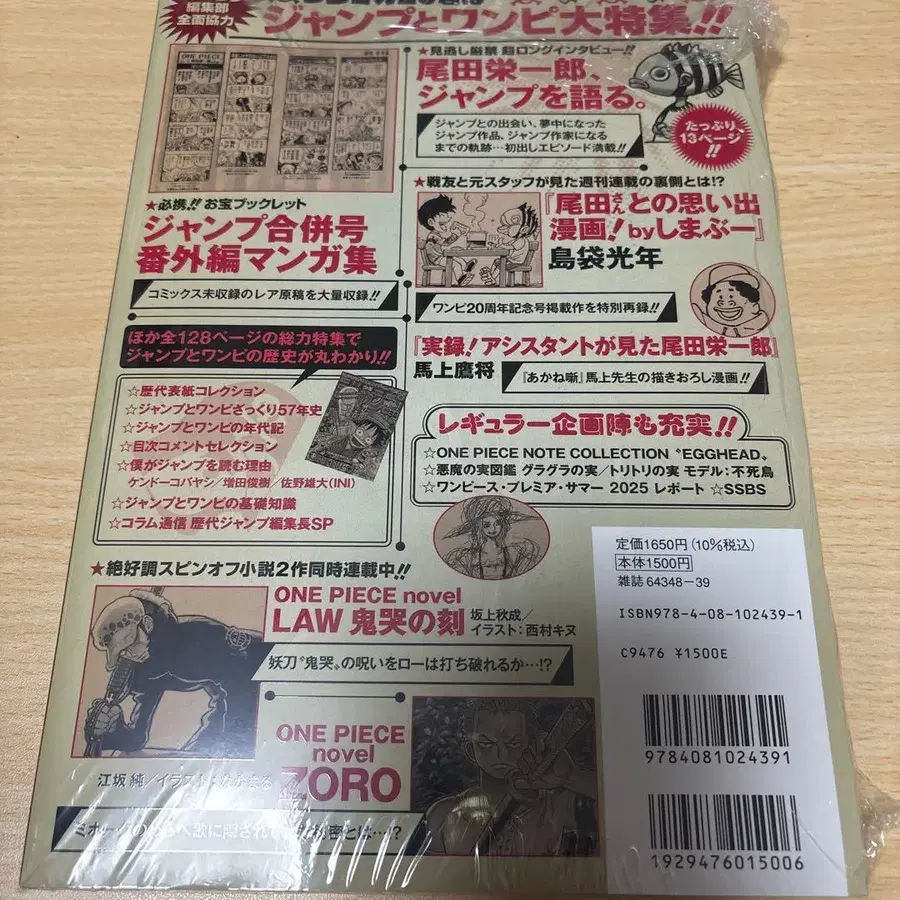 編集部
全面協力
ジャンプとワンピ大特集!!
ONE PIECE
★見逃し厳禁 超ロングインタビュー!!
尾田栄一郎、
ジャンプを語る。
ジャンプとの出会い、夢中になった
ジャンプ作品、ジャンプ作家になる
までの軌跡…初出しエピソード満載!!
たっぷり、
13ページ
!!
★必携!! お宝ブックレット
ジャンプ合併号
番外編マンガ集
コミックス未収録のレア原稿を大量収録!!
★戦友と元スタッフが見た週刊連載の裏側とは!?
『尾田さんとの思い出
漫画! byしまぶー』
島袋光年
ワンピ20周年記念号掲載作を特別再録!!
『実録!アシスタントが見た尾田栄一郎』
馬上鷹将
『あかね噺』馬上先生の描きおろし漫画!!
ほか全128ページの総力特集で
ジャンプとワンピの歴史が丸わかり!!
☆歴代表紙コレクション
☆ジャンプとワンピざっくり57年史
☆ジャンプとワンピの年代記
☆目次コメントセレクション
☆僕がジャンプを読む理由
ケンドーコバヤシ/増田俊樹/佐野雄大(INI)
☆ジャンプとワンピの基礎知識
☆コラム通信 歴代ジャンプ編集長SP
レギュラー企画陣も充実!!
☆ONE PIECE NOTE COLLECTION “EGGHEAD„
☆悪魔の実図鑑 グラグラの実/トリトリの実 モデル:不死鳥
☆ワンピース・プレミア・サマー 2025 レポート ☆SSBS
★絶好調スピンオフ小説2作同時連載中!!
ONE PIECE novel
LAW 鬼哭の刻
坂上秋成/
イラスト:西村キヌ
妖刀“鬼哭„の呪いをローは打ち破れるか…!?
ONE PIECE
novel
ZORO
江坂 純/イラスト:なかまる
定価1650円(10%税込)
本体1500円
雑誌 64348-39
ISBN978-4-08-102439-1
C9476 ¥1500E
9784081024391
1929476015006